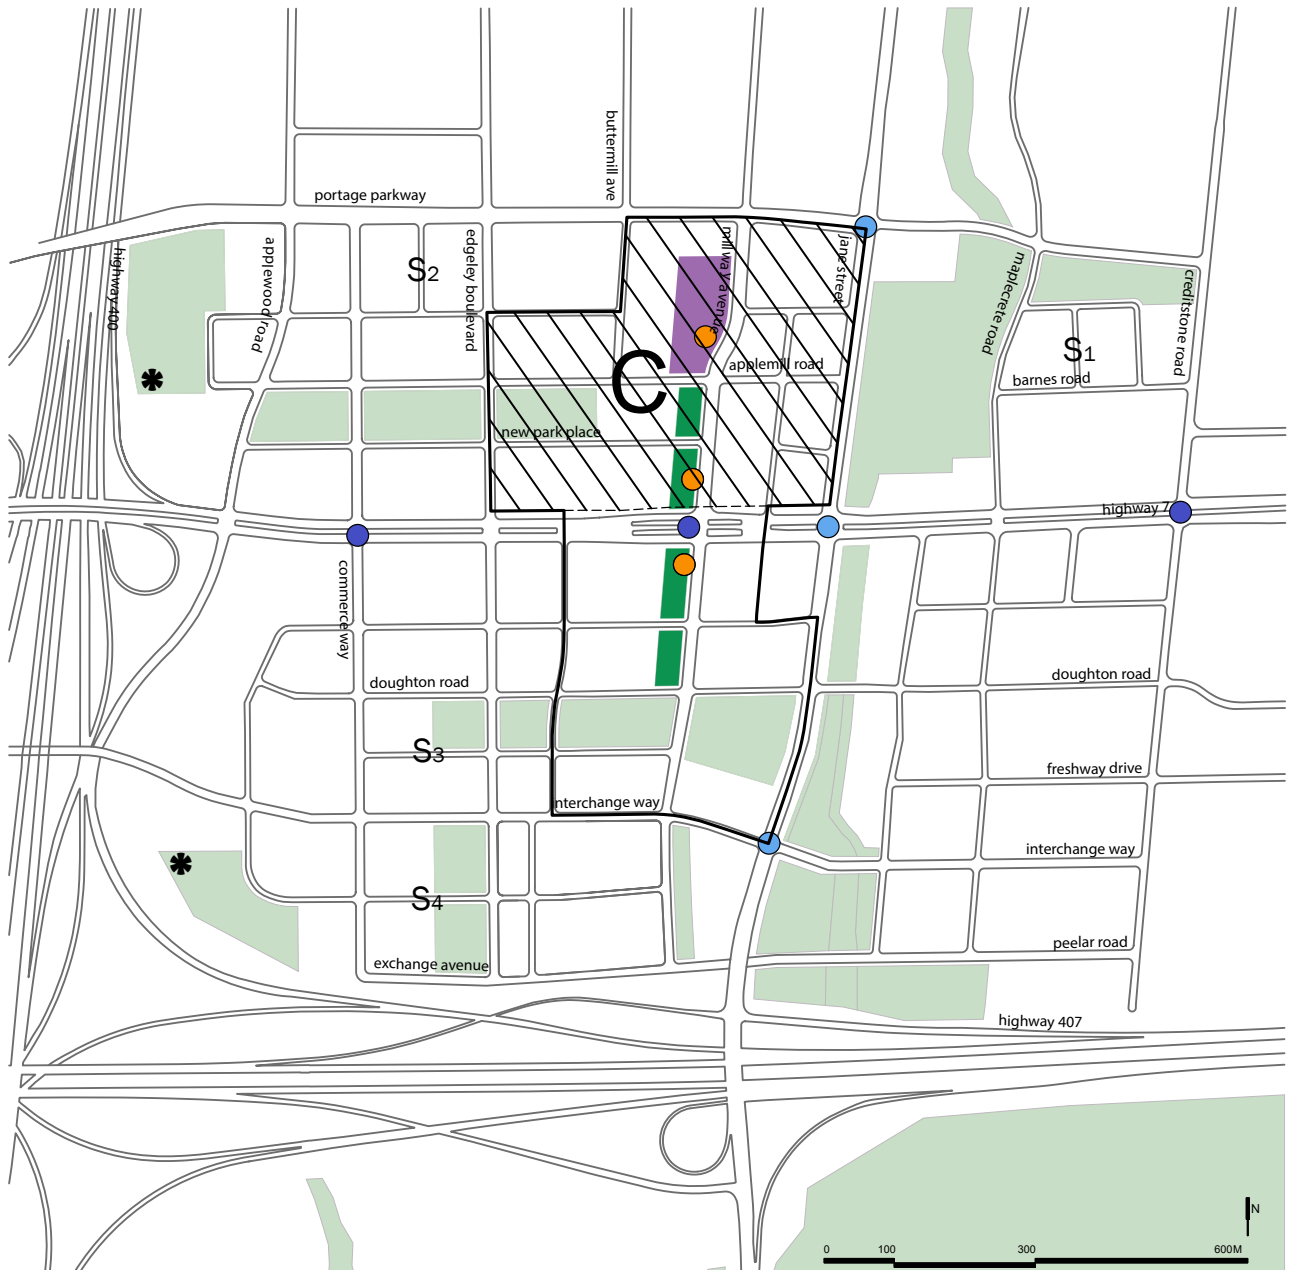 buttermill ave
portage parkway
highway 400
applewood road
S2
edgeley boulevard
millway avenue
jane street
maplecrete road
creditstone road
S1
barnes road
C
applemill road
new park place
highway 7
commerce way
doughton road
doughton road
S3
freshway drive
interchange way
interchange way
S4
peelar road
exchange avenue
highway 407
N
0 100 300 600M